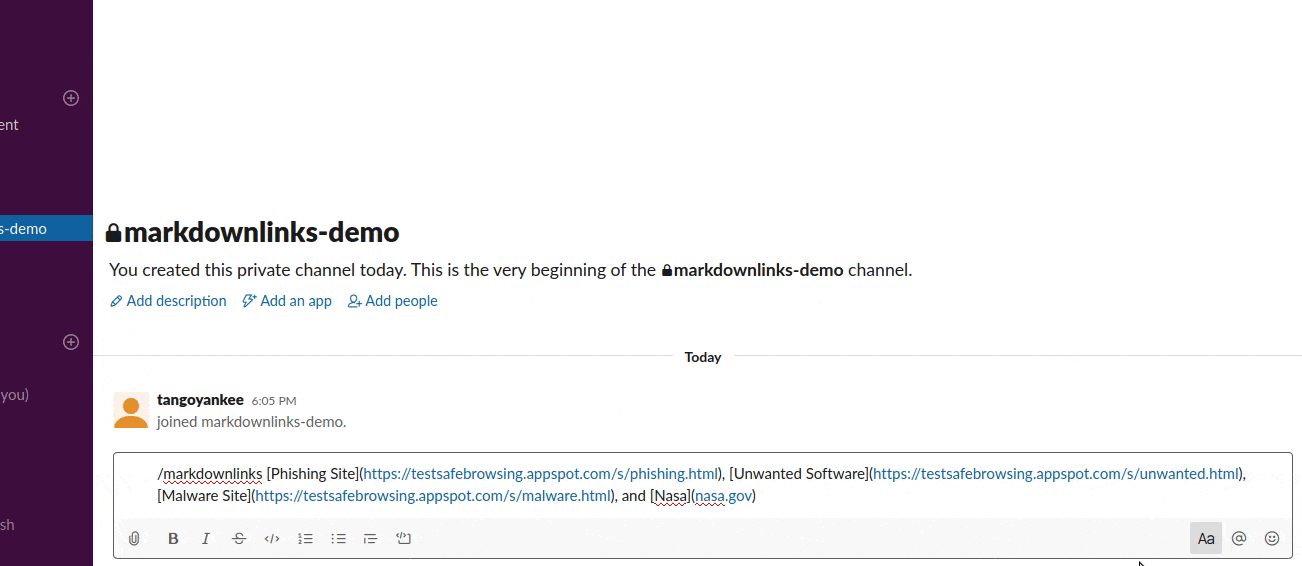 ent
s-demo
markdownlinks-demo
You created this private channel today. This is the very beginning of the markdownlinks-demo channel.
Add description Add an app Add people
Today
you)
tangoyankee 6:05 PM
joined markdownlinks-demo.
/markdownlinks [Phishing Site](https://testsafebrowsing.appspot.com/s/phishing.html), [Unwanted Software](https://testsafebrowsing.appspot.com/s/unwanted.html),
[Malware Site](https://testsafebrowsing.appspot.com/s/malware.html), and [Nasa](nasa.gov)
sh
B I S </> Aa @